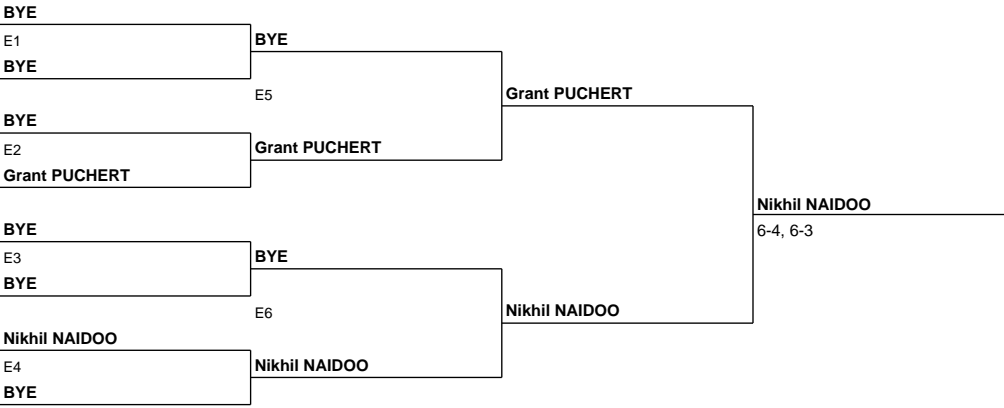 BYE
E1
BYE
BYE
E5
Grant PUCHERT
BYE
E2
Grant PUCHERT
Grant PUCHERT
Nikhil NAIDOO
6-4, 6-3
BYE
E3
BYE
BYE
E6
Nikhil NAIDOO
Nikhil NAIDOO
E4
Nikhil NAIDOO
BYE